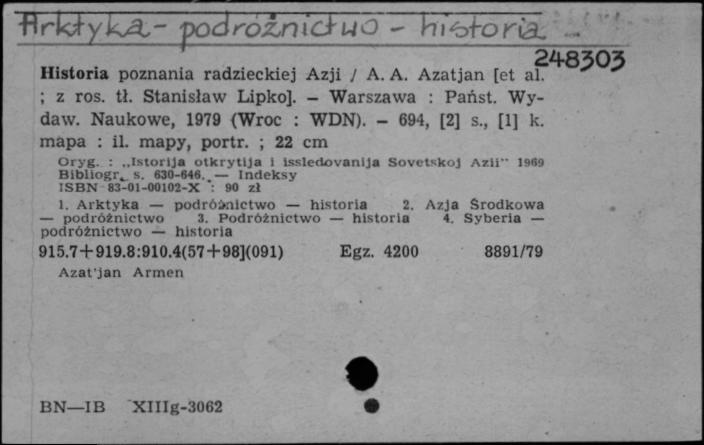 Arktyka - podróżnictwo - historia -
248303
Historia poznania radzieckiej Azji / A. A. Azatjan [et al.
; z ros. tł. Stanisław Lipko]. — Warszawa : Państ. Wy-
daw. Naukowe, 1979 (Wroc : WDN). — 694, [2] s., [1] k.
mapa : il. mapy, portr. ; 22 cm
Oryg. : „Istorija otkrytija i issledovanija Sovetskoj Azii" 1969
Bibliogr. s. 630-646. — Indeksy
ISBN 83-01-00102-X : 90 zł
1. Arktyka — podróżnictwo — historia 2. Azja Środkowa
— podróżnictwo 3. Podróżnictwo — historia 4. Syberia —
podróżnictwo — historia
915.7+919.8:910.4(57+98](091) Egz. 4200 8891/79
Azat'jan Armen
BN—IB XIIIg-3062